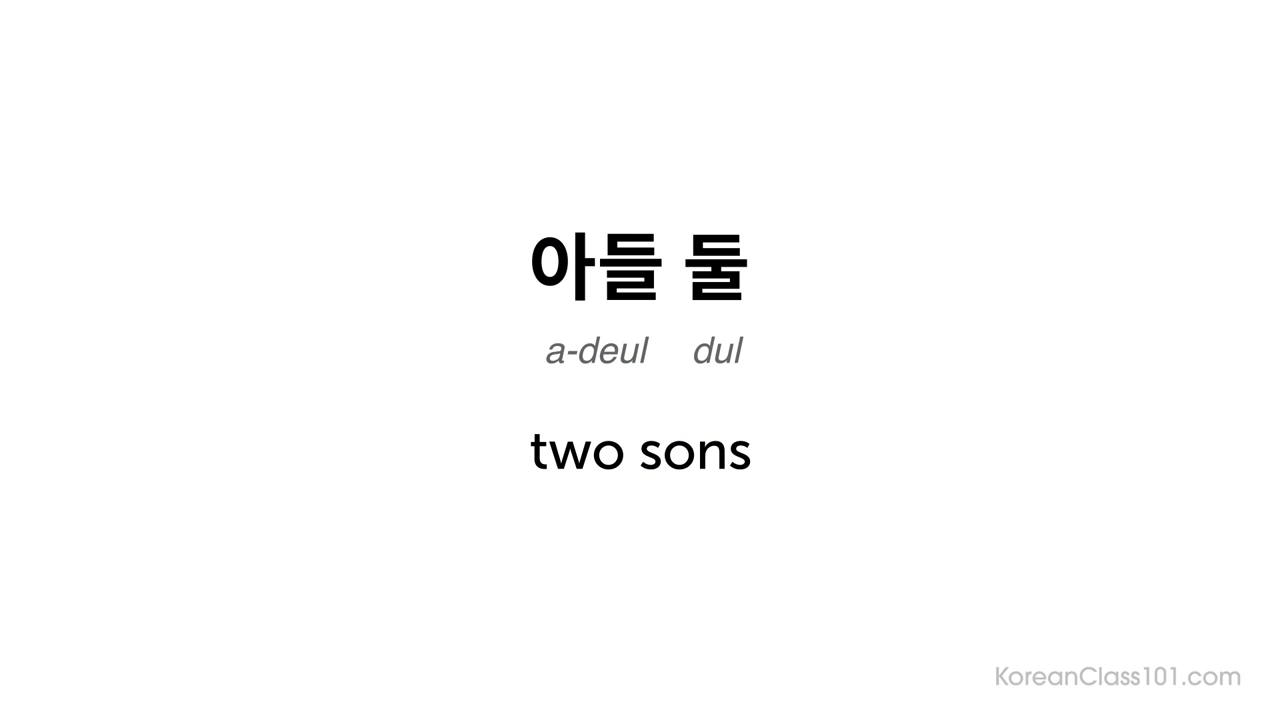 아들 둘
a-deul dul
two sons
KoreanClass101.com